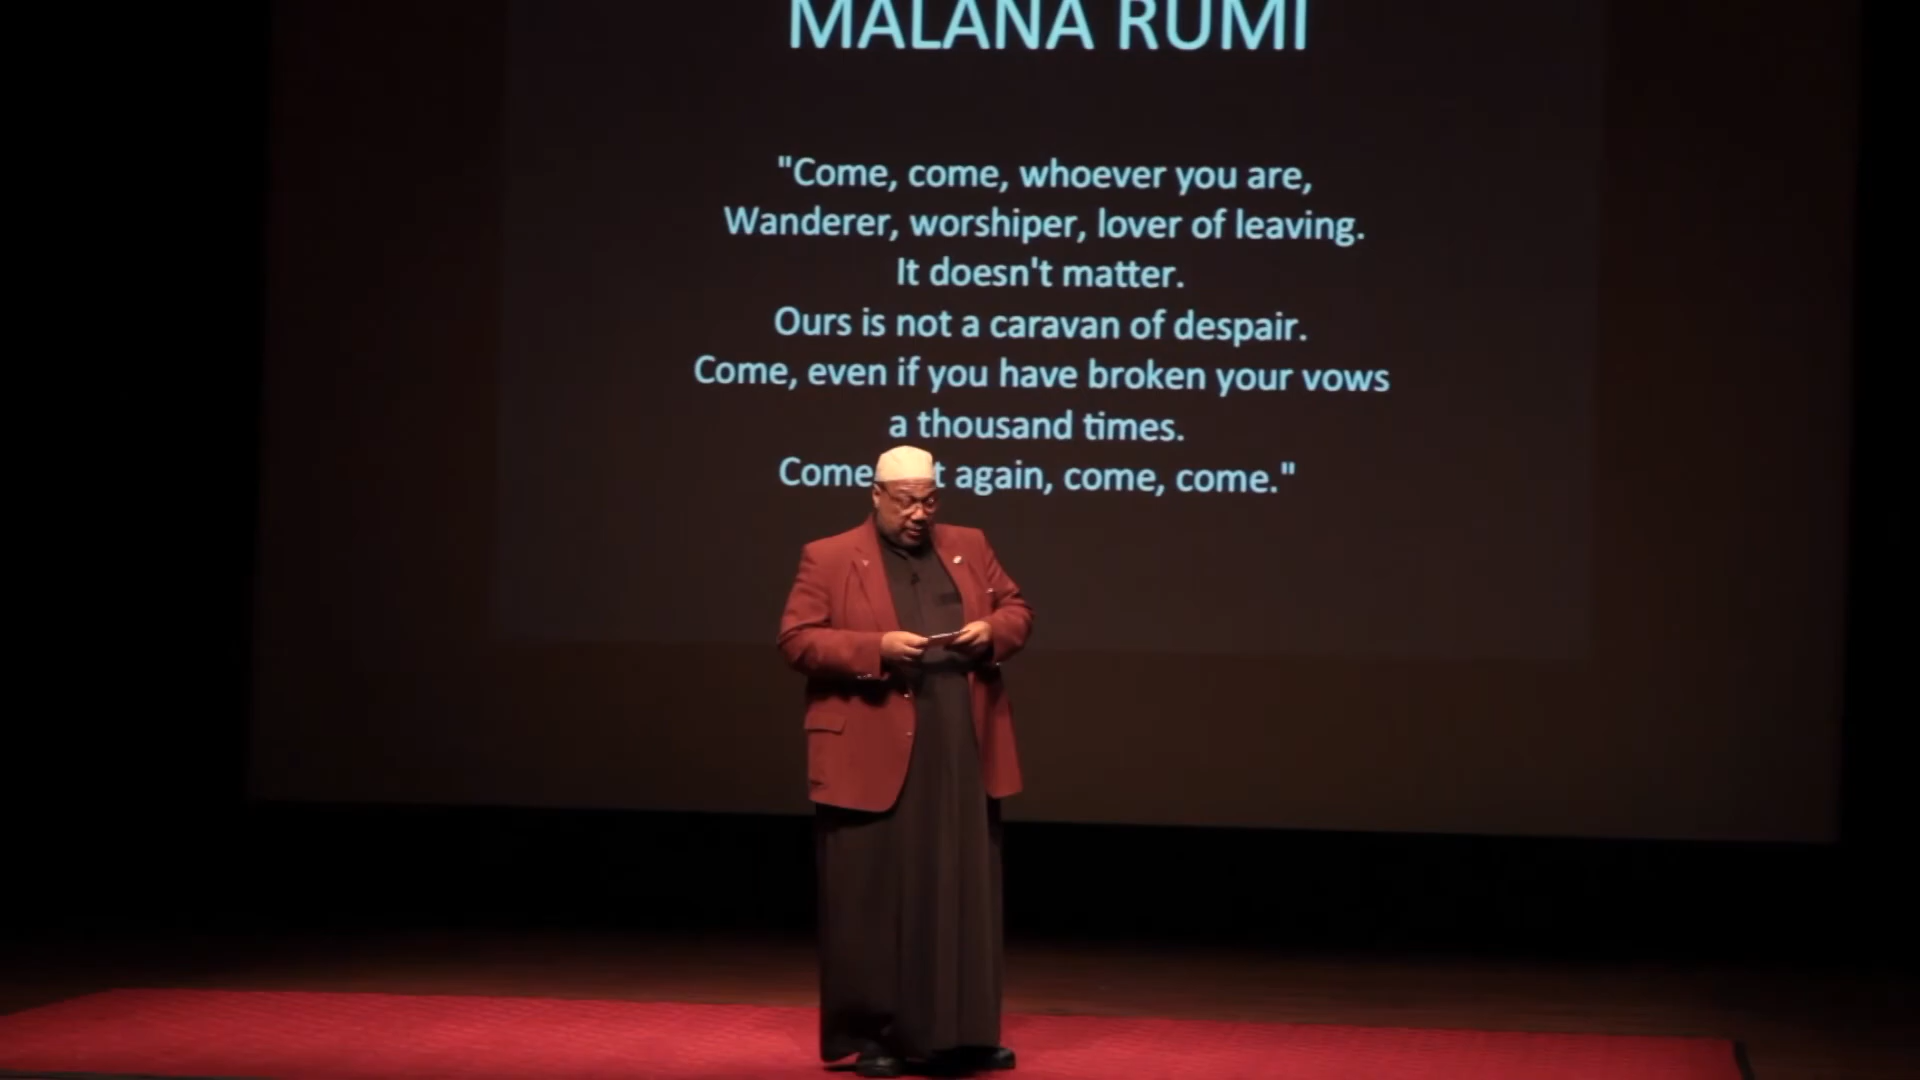 MALANA RUMI
"Come, come, whoever you are,
Wanderer, worshiper, lover of leaving.
It doesn't matter.
Ours is not a caravan of despair.
Come, even if you have broken your vows
a thousand times.
Come again, come, come."